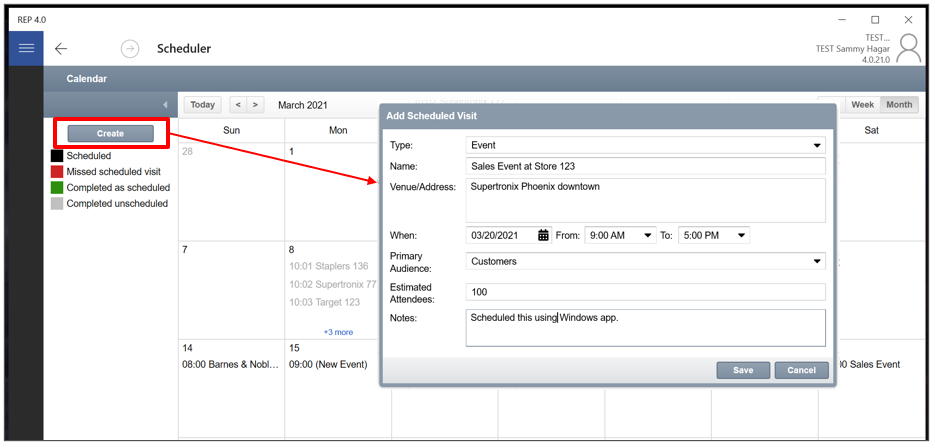 REP 4.0
Scheduler
TEST...
TEST Sammy Hagar
4.0.21.0
Calendar
Today < > March 2021
Week Month
Create
Scheduled
Missed scheduled visit
Completed as scheduled
Completed unscheduled
Sun Mon Sat
28 1
7 8
10:01 Staplers 136
10:02 Supertronix 77
10:03 Target 123
+3 more
14 15
08:00 Barnes & Nobl... 09:00 (New Event)
Sales Event
Add Scheduled Visit
Type: Event
Name: Sales Event at Store 123
Venue/Address: Supertronix Phoenix downtown
When: 03/20/2021 From: 9:00 AM To: 5:00 PM
Primary
Audience: Customers
Estimated
Attendees: 100
Notes: Scheduled this using Windows app.
Save Cancel